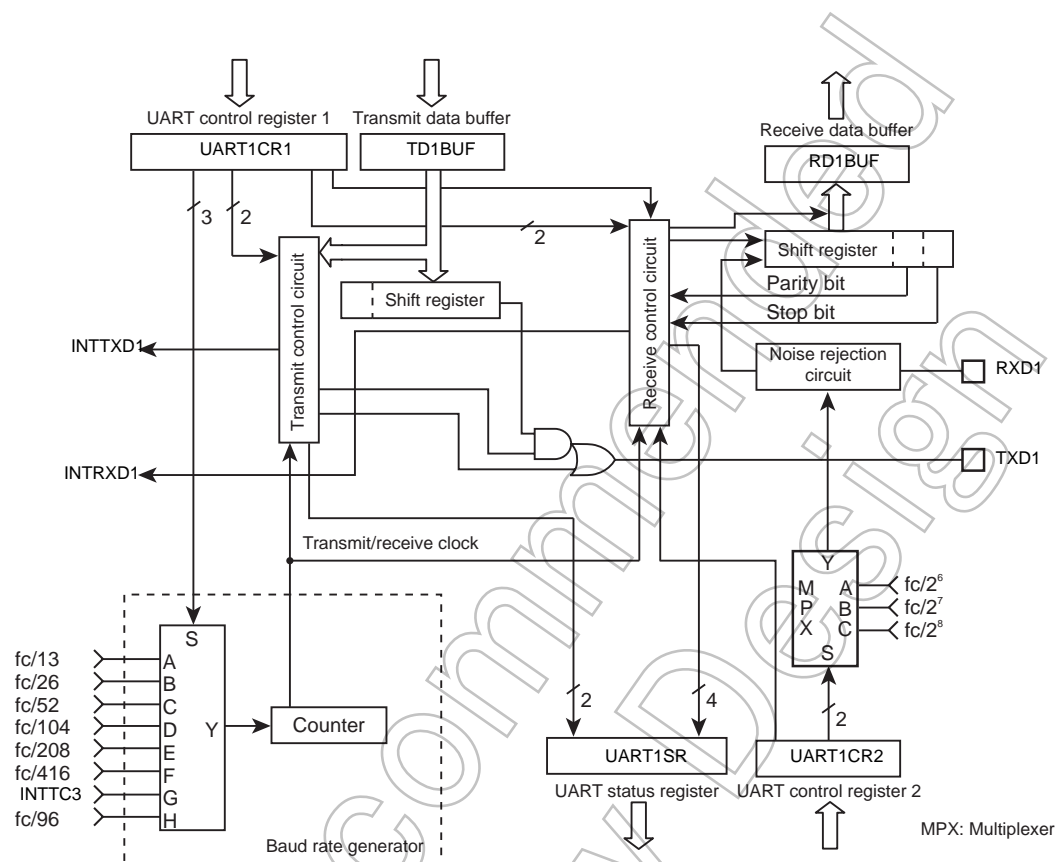 UART control register 1
Transmit data buffer
Receive data buffer
UART1CR1
TD1BUF
RD1BUF
3
2
2
Transmit control circuit
Receive control circuit
Shift register
Shift register
Parity bit
Stop bit
INTTXD1
Noise rejection
circuit
RXD1
INTRXD1
TXD1
Transmit/receive clock
S
A
B
C
D
E
F
G
H
Y
fc/13
fc/26
fc/52
fc/104
fc/208
fc/416
INTTC3
fc/96
Counter
Baud rate generator
Y
M
P
X
A
B
C
S
fc/2⁶
fc/2⁷
fc/2⁸
2
4
2
UART1SR
UART1CR2
UART status register
UART control register 2
MPX: Multiplexer
commended
Design